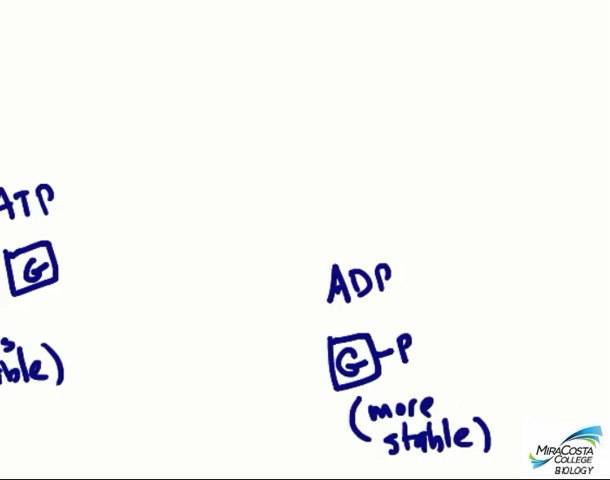 ATP
G
ADP
G-P
(more
stable)
MIRACOSTA
COLLEGE
BIOLOGY